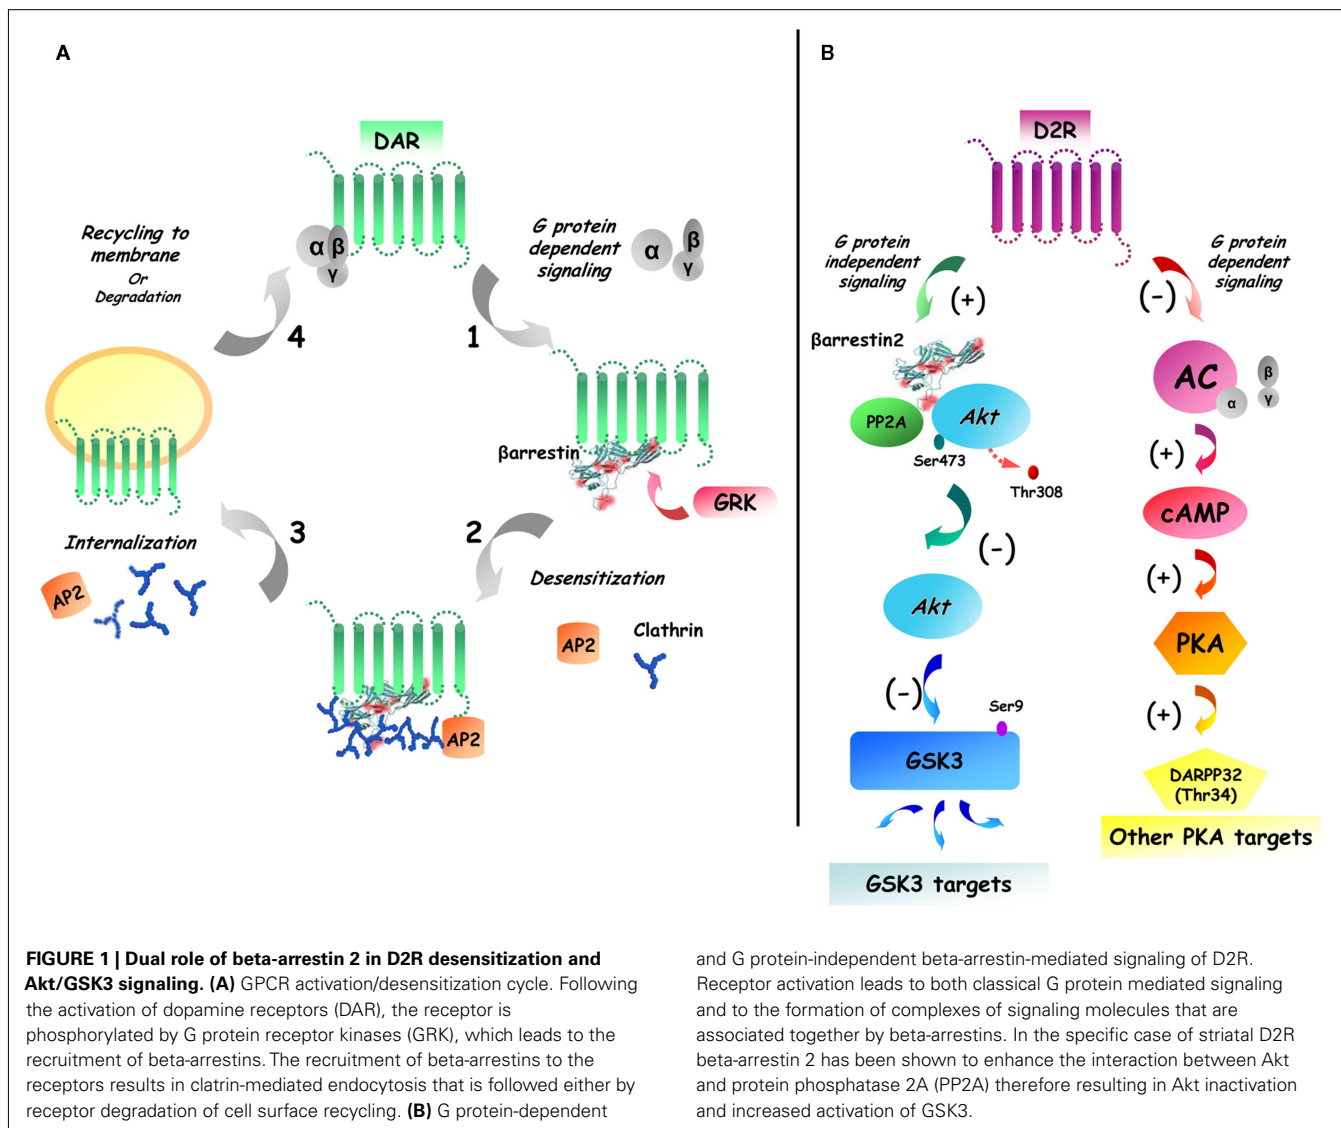 A
DAR
α
β
γ
Recycling to
membrane
Or
Degradation
G protein
dependent
signaling
α
β
γ
4
1
βarrestin
GRK
Internalization
3
2
Desensitization
AP2
AP2
Clathrin
AP2
B
D2R
G protein
independent
signaling
(+)
G protein
dependent
signaling
(-)
βarrestin2
PP2A
Akt
Ser473
Thr308
AC
α
β
γ
(+)
(-)
cAMP
(+)
Akt
PKA
(-)
Ser9
(+)
GSK3
DARPP32
(Thr34)
Other PKA targets
GSK3 targets
FIGURE 1 | Dual role of beta-arrestin 2 in D2R desensitization and
Akt/GSK3 signaling. (A) GPCR activation/desensitization cycle. Following
the activation of dopamine receptors (DAR), the receptor is
phosphorylated by G protein receptor kinases (GRK), which leads to the
recruitment of beta-arrestins. The recruitment of beta-arrestins to the
receptors results in clatrin-mediated endocytosis that is followed either by
receptor degradation of cell surface recycling. (B) G protein-dependent
and G protein-independent beta-arrestin-mediated signaling of D2R.
Receptor activation leads to both classical G protein mediated signaling
and to the formation of complexes of signaling molecules that are
associated together by beta-arrestins. In the specific case of striatal D2R
beta-arrestin 2 has been shown to enhance the interaction between Akt
and protein phosphatase 2A (PP2A) therefore resulting in Akt inactivation
and increased activation of GSK3.